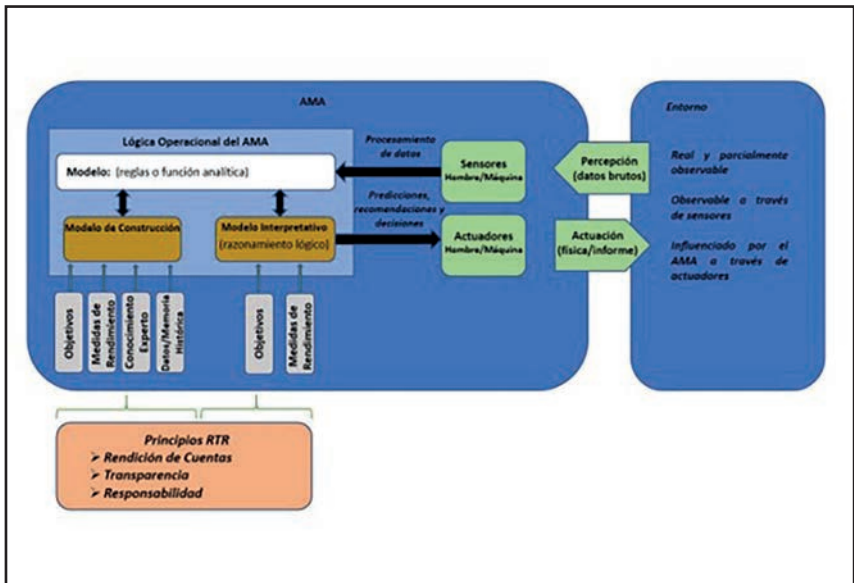 AMA
Lógica Operacional del AMA
Modelo: (reglas o función analítica)
Modelo de Construcción
Modelo Interpretativo
(razonamiento lógico)
Procesamiento
de datos
Predicciones,
recomendaciones y
decisiones
Sensores
Hombre/Máquina
Actuadores
Hombre/Máquina
Percepción
(datos brutos)
Actuación
(física/informe)
Entorno
Real y parcialmente
observable
Observable a través
de sensores
Influenciado por el
AMA a través de
actuadores
Objetivos
Medidas de
Rendimiento
Conocimiento
Experto
Datos/Memoria
Histórica
Objetivos
Medidas de
Rendimiento
Principios RTR
➢ Rendición de Cuentas
➢ Transparencia
➢ Responsabilidad